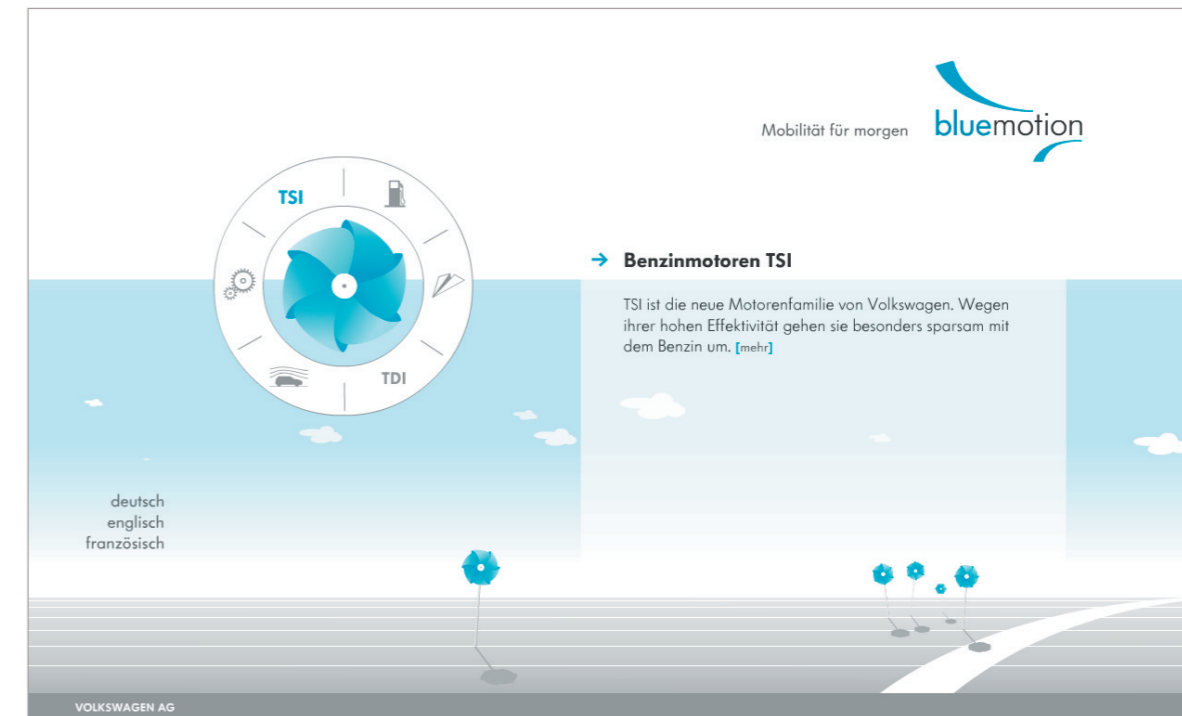 Mobilität für morgen
bluemotion
TSI
TDI
→ Benzinmotoren TSI
TSI ist die neue Motorenfamilie von Volkswagen. Wegen
ihrer hohen Effektivität gehen sie besonders sparsam mit
dem Benzin um. [mehr]
deutsch
englisch
französisch
VOLKSWAGEN AG